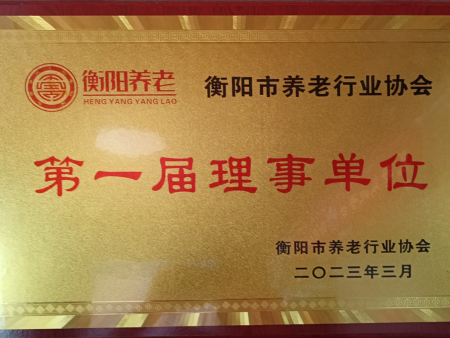 衡阳养老
HENG YANG YANG LAO
衡阳市养老行业协会
第一届理事单位
衡阳市养老行业协会
二〇二三年三月